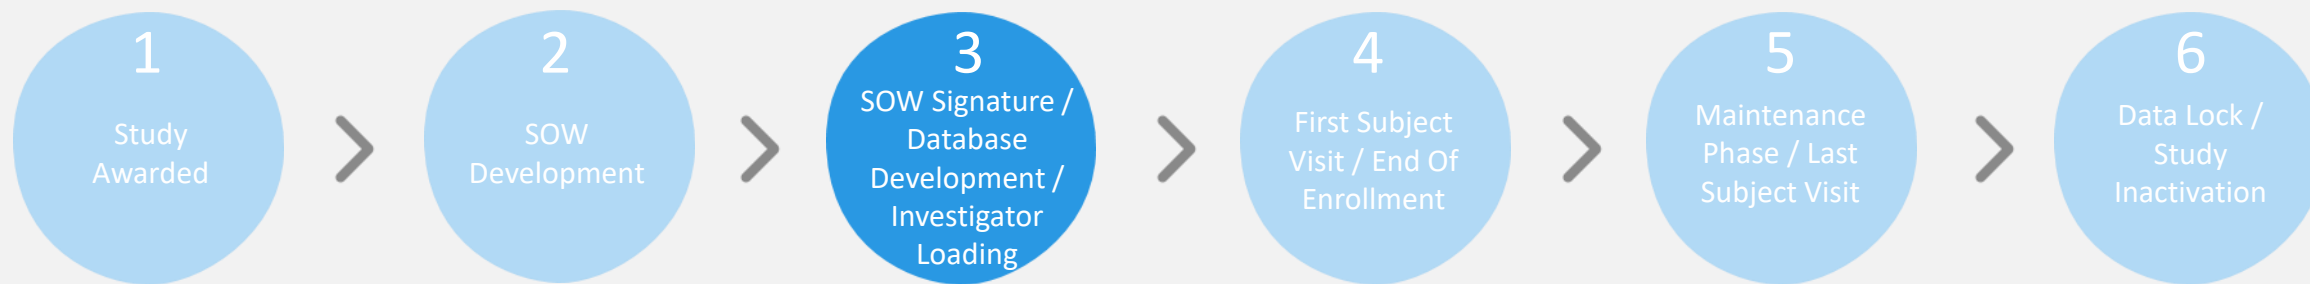 1
Study
Awarded
2
SOW
Development
3
SOW Signature /
Database
Development /
Investigator
Loading
4
First Subject
Visit / End Of
Enrollment
5
Maintenance
Phase / Last
Subject Visit
6
Data Lock /
Study
Inactivation